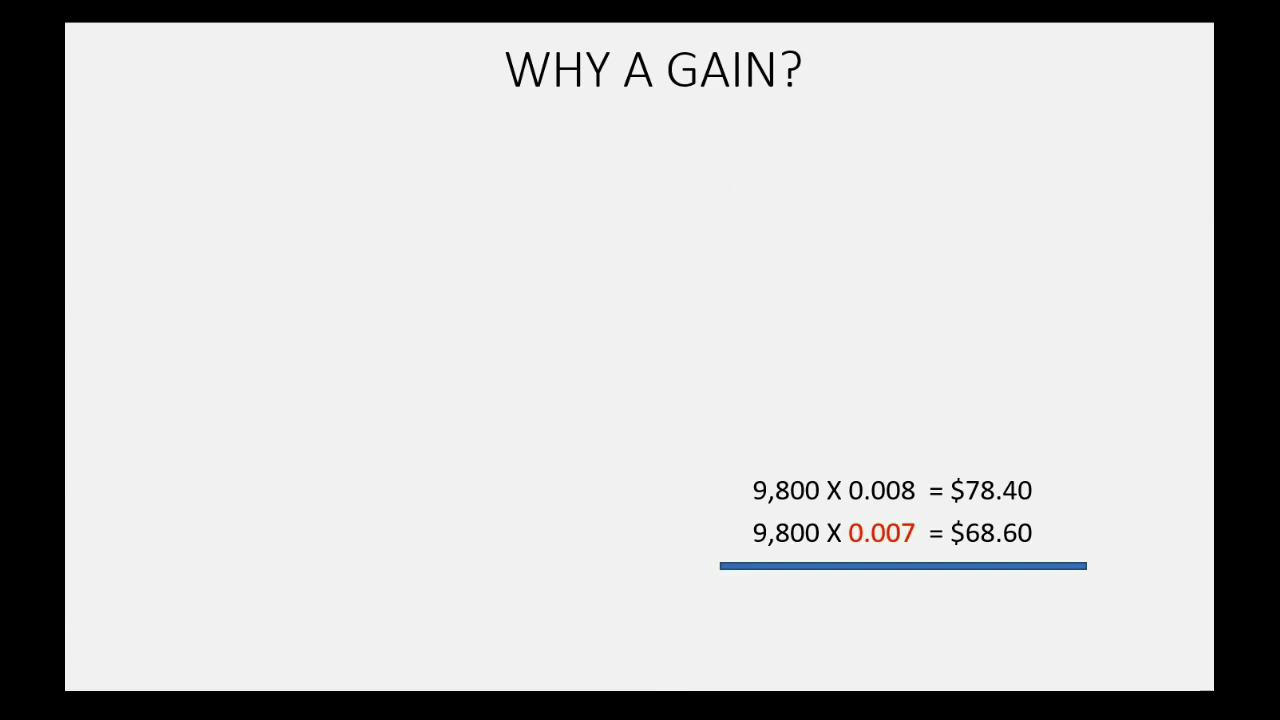 WHY A GAIN?
9,800 X 0.008 = $78.40
9,800 X 0.007 = $68.60